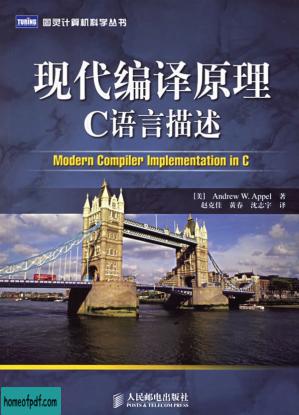 TURING 图灵计算机科学丛书
现代编译原理
C语言描述
Modern Compiler Implementation in C
[美] Andrew W. Appel 著
赵克佳 黄春 沈志宇 译
人民邮电出版社
POSTS & TELECOM PRESS
homeofpdf.com